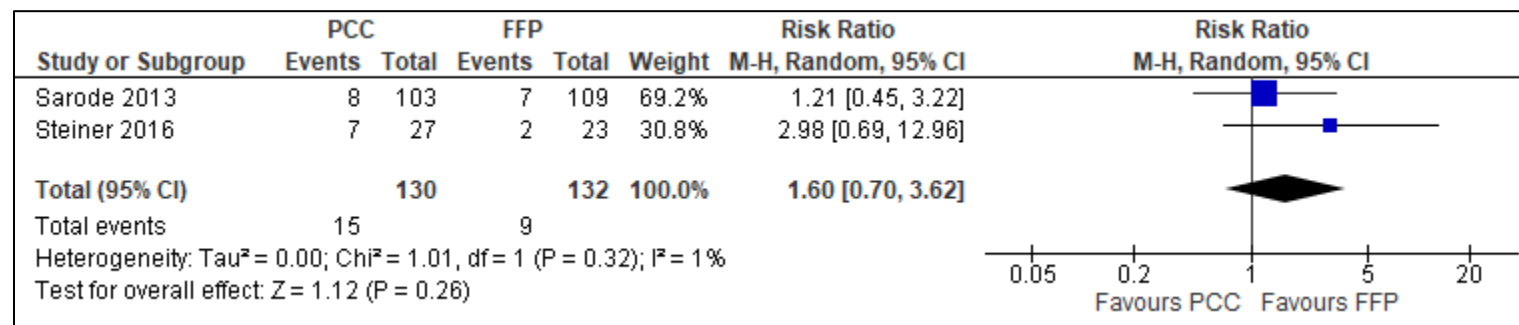 PCC FFP Risk Ratio Risk Ratio
Study or Subgroup Events Total Events Total Weight M-H, Random, 95% CI M-H, Random, 95% CI
Sarode 2013 8 103 7 109 69.2% 1.21 [0.45, 3.22]
Steiner 2016 7 27 2 23 30.8% 2.98 [0.69, 12.96]
Total (95% CI) 130 132 100.0% 1.60 [0.70, 3.62]
Total events 15 9
Heterogeneity: Tau² = 0.00; Chi² = 1.01, df = 1 (P = 0.32); I² = 1%
Test for overall effect: Z = 1.12 (P = 0.26)
0.05 0.2 1 5 20
Favours PCC Favours FFP